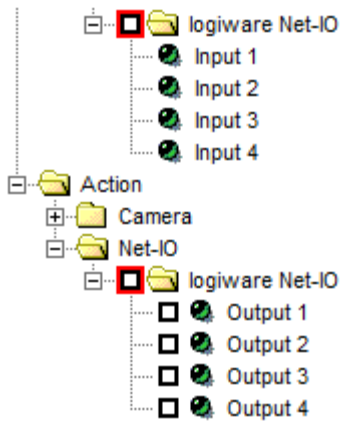 logiware Net-IO
Input 1
Input 2
Input 3
Input 4
Action
Camera
Net-IO
logiware Net-IO
Output 1
Output 2
Output 3
Output 4